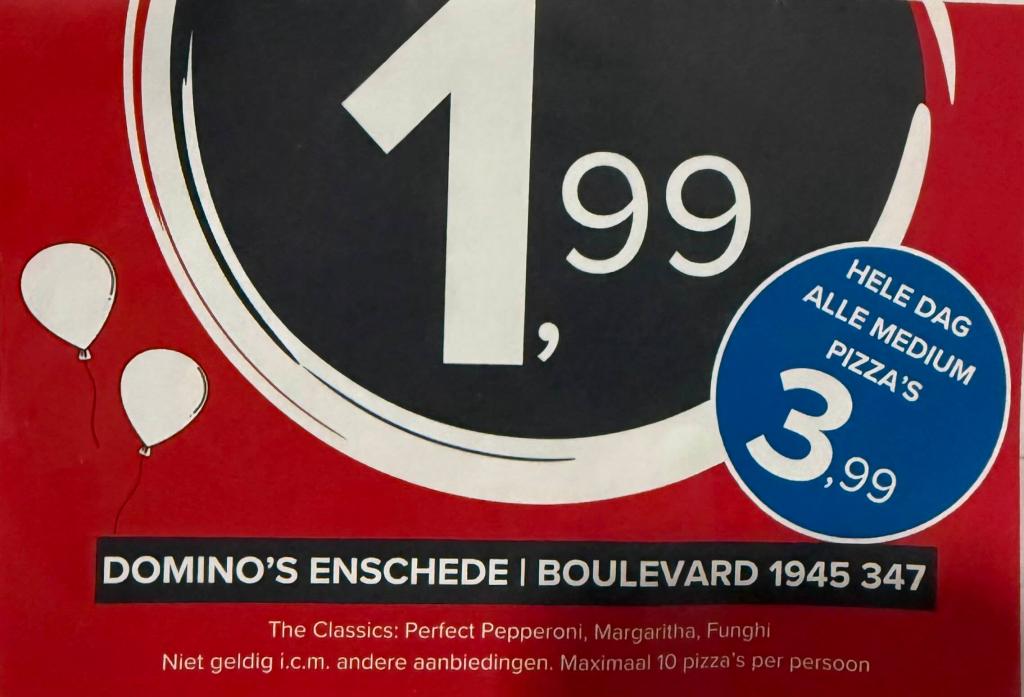 1,99
HELE DAG
ALLE MEDIUM
PIZZA'S
3,99
DOMINO'S ENSCHEDE | BOULEVARD 1945 347
The Classics: Perfect Pepperoni, Margaritha, Funghi
Niet geldig i.c.m. andere aanbiedingen. Maximaal 10 pizza's per persoon